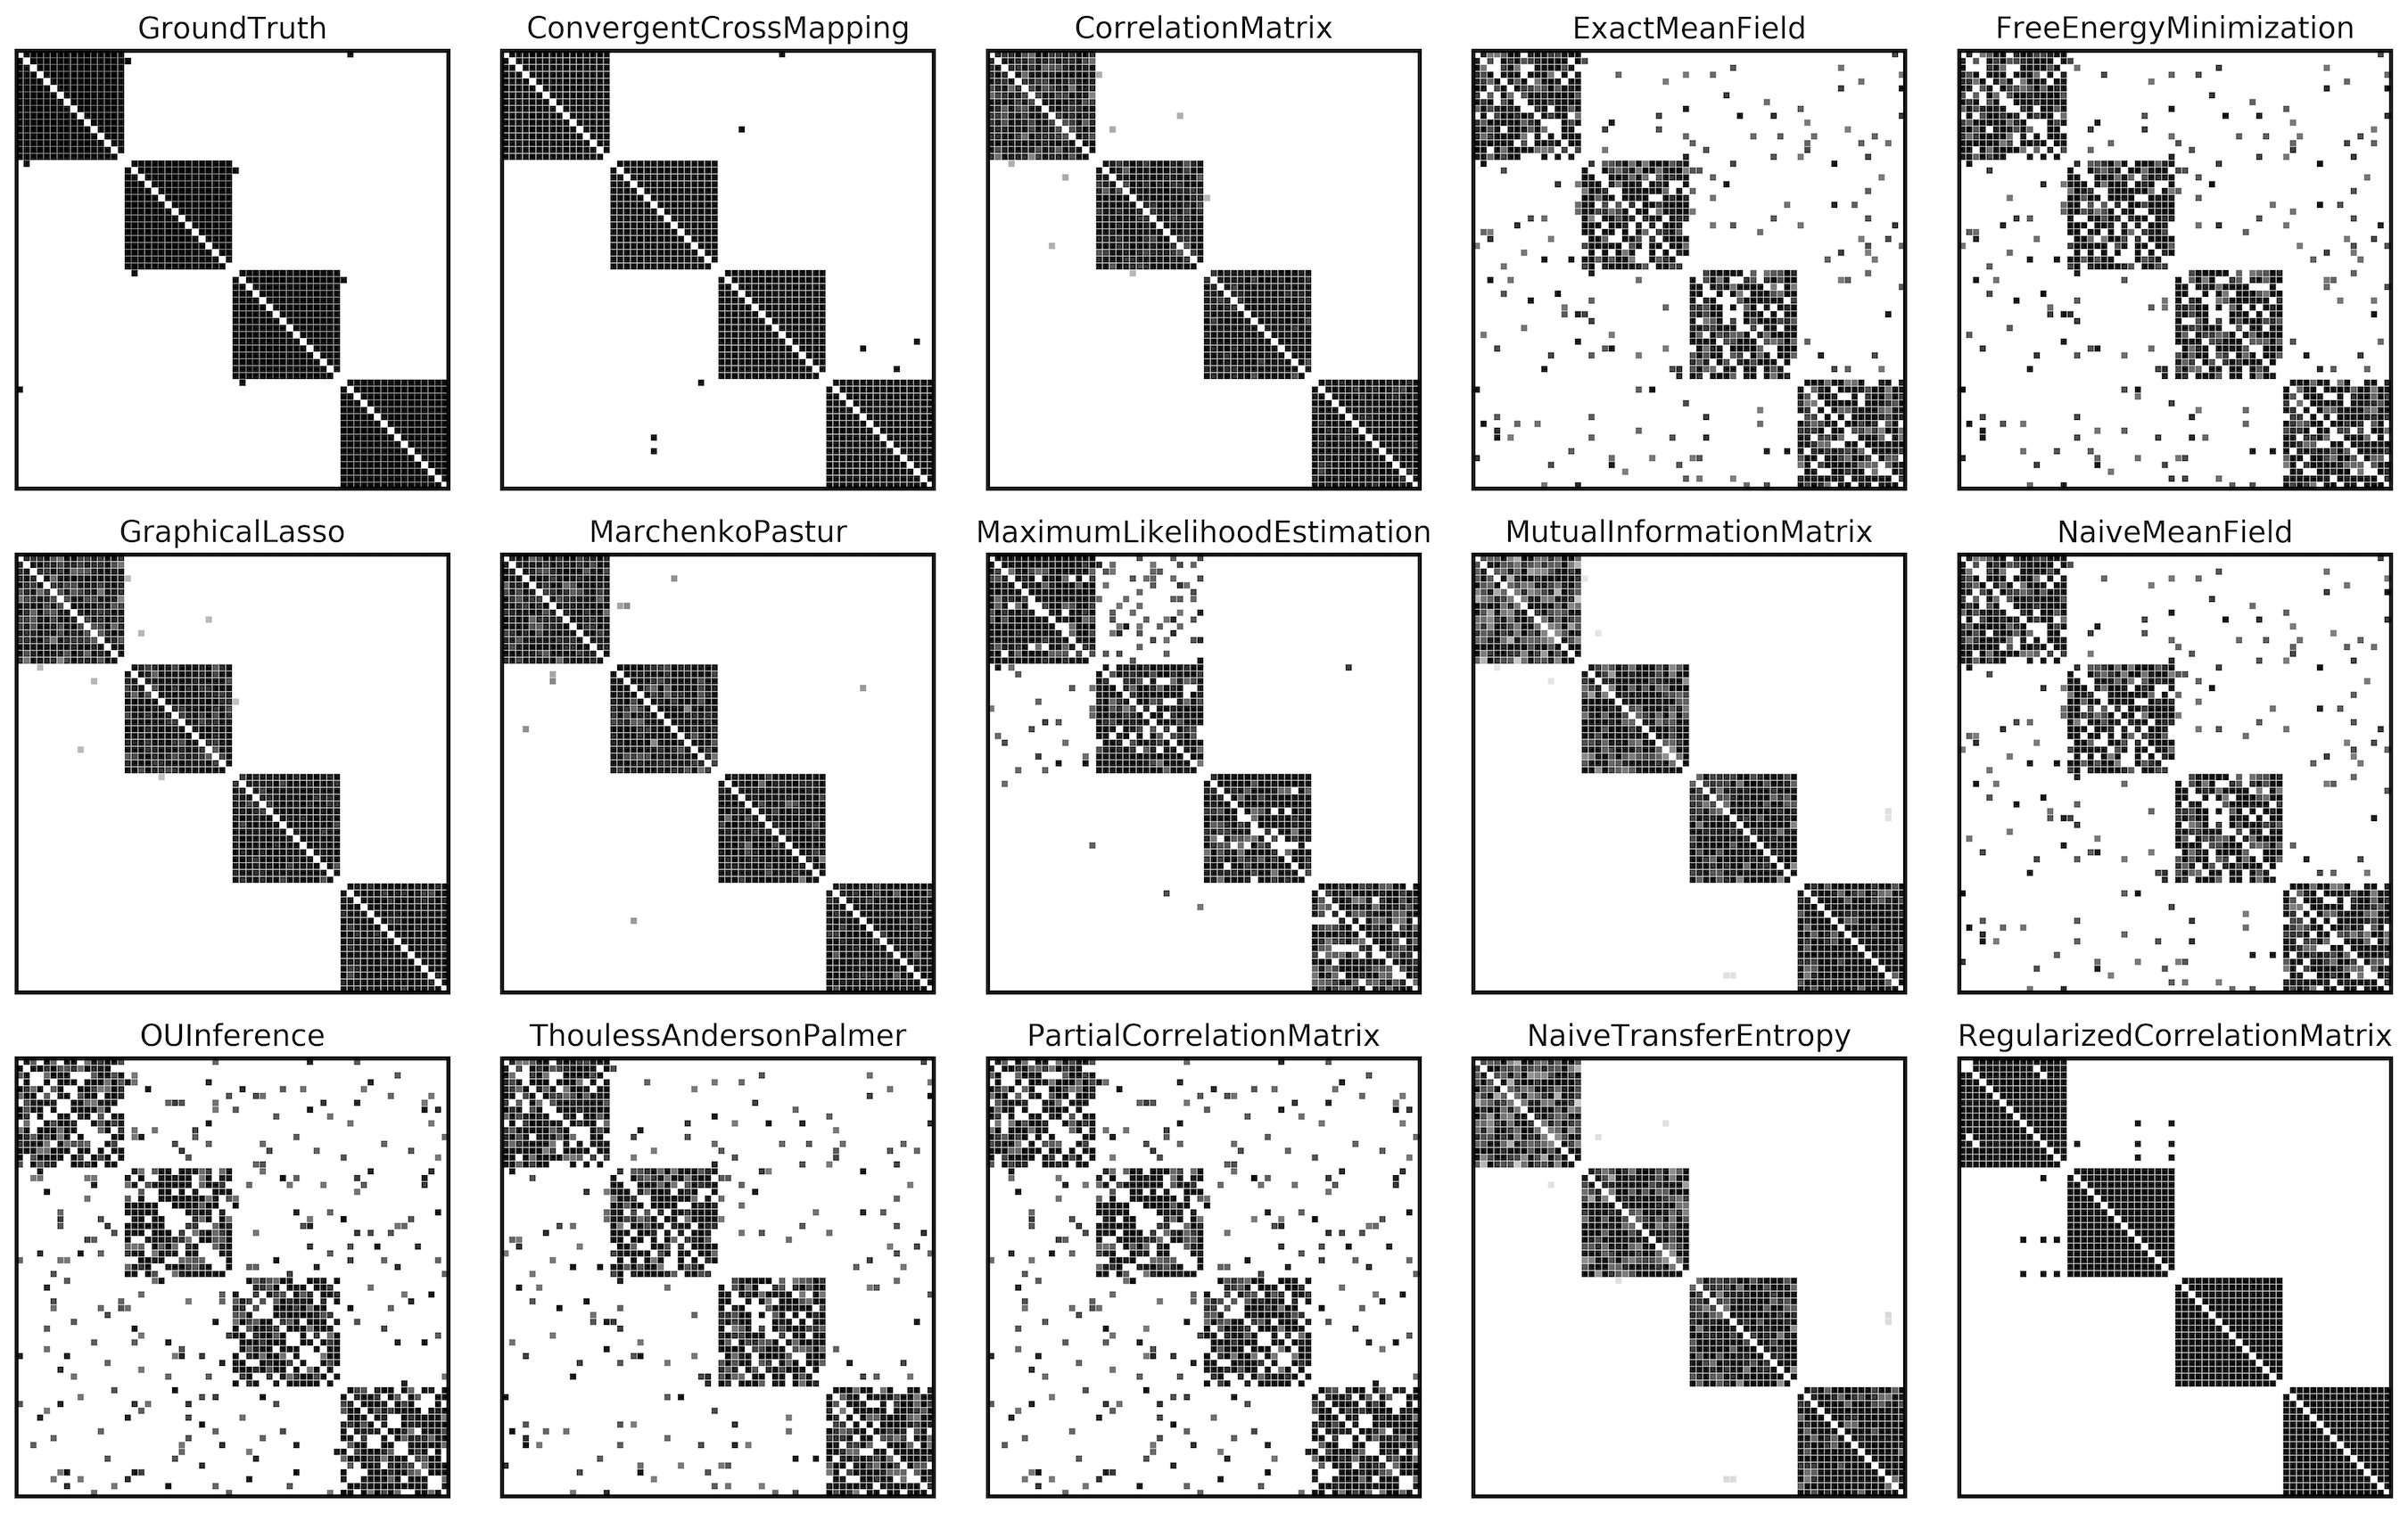 GroundTruth
ConvergentCrossMapping
CorrelationMatrix
ExactMeanField
FreeEnergyMinimization
GraphicalLasso
MarchenkoPastur
MaximumLikelihoodEstimation
MutualInformationMatrix
NaiveMeanField
OUInference
ThoulessAndersonPalmer
PartialCorrelationMatrix
NaiveTransferEntropy
RegularizedCorrelationMatrix